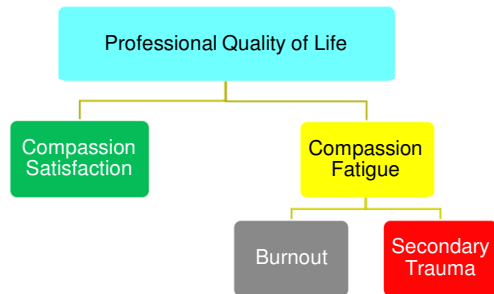 Professional Quality of Life
Compassion
Satisfaction
Compassion
Fatigue
Burnout
Secondary
Trauma